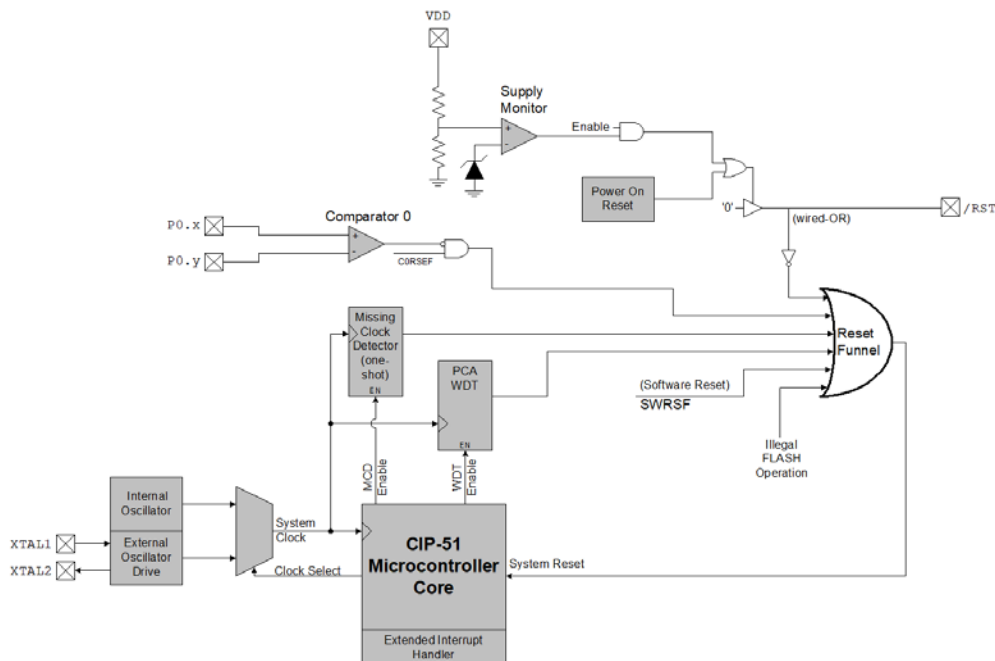 VDD
Supply
Monitor
+
-
Enable
Power On
Reset
'0'
(wired-OR)
/RST
P0.x
P0.y
Comparator 0
+
-
C0RSEF
Missing
Clock
Detector
(one-
shot)
EN
PCA
WDT
EN
Reset
Funnel
(Software Reset)
SWRSF
Illegal
FLASH
Operation
MCD
Enable
WDT
Enable
Internal
Oscillator
External
Oscillator
Drive
XTAL1
XTAL2
System
Clock
Clock Select
CIP-51
Microcontroller
Core
System Reset
Extended Interrupt
Handler